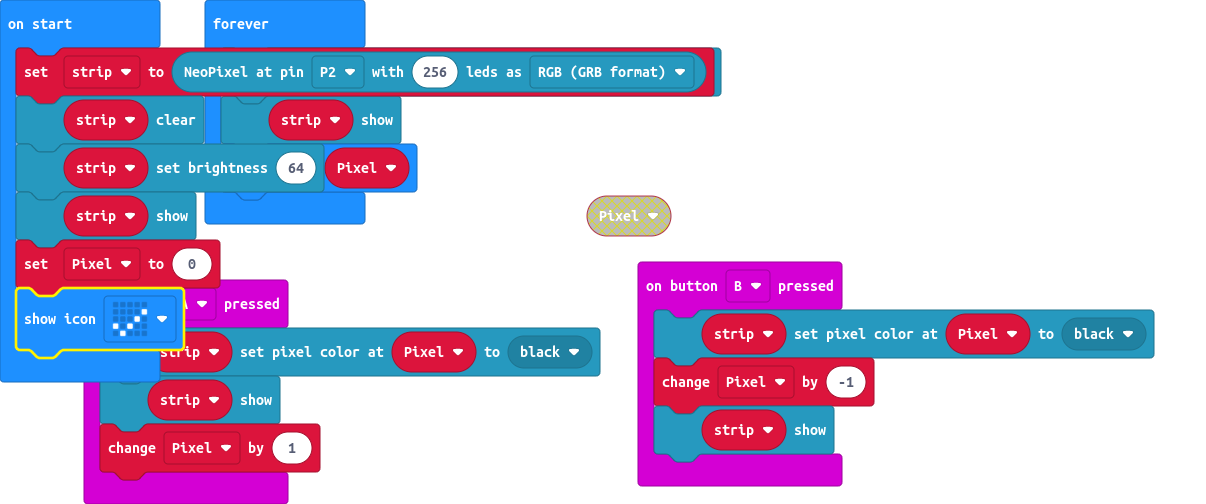 on start
forever
set strip to NeoPixel at pin P2 with 256 leds as RGB (GRB format)
strip clear
strip show
strip set brightness 64
Pixel
strip show
Pixel
set Pixel to 0
show icon
pressed
strip set pixel color at Pixel to black
strip show
change Pixel by 1
on button B pressed
strip set pixel color at Pixel to black
change Pixel by -1
strip show